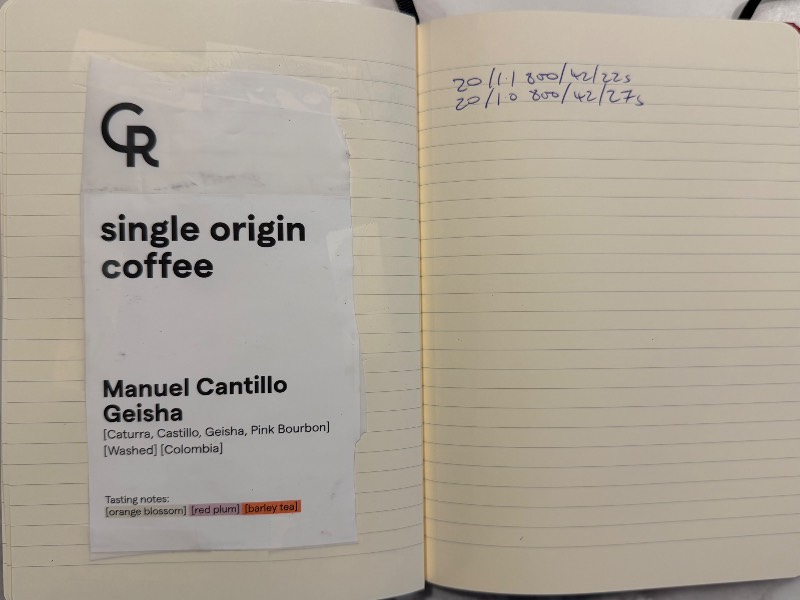 CR
single origin
coffee
Manuel Cantillo
Geisha
[Caturra, Castillo, Geisha, Pink Bourbon]
[Washed] [Colombia]
Tasting notes:
[orange blossom] [red plum] [barley tea]
20/1.1 800/42/22s
20/1.0 800/42/27s